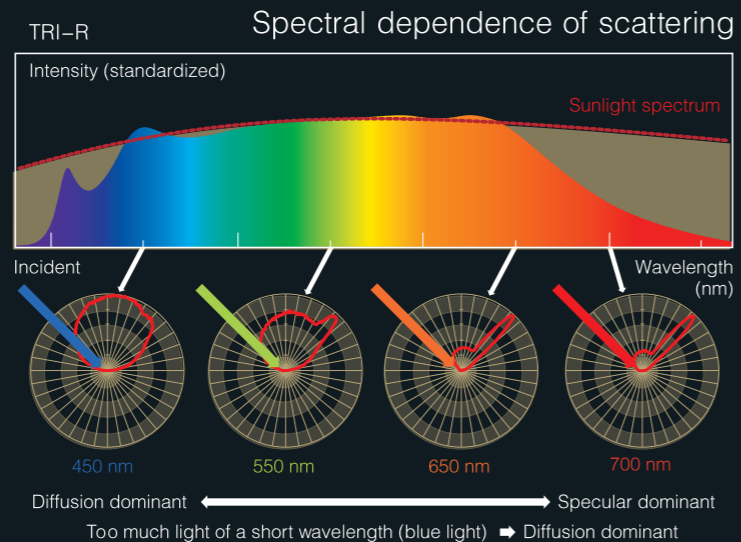 TRI–R
Spectral dependence of scattering
Intensity (standardized)
Sunlight spectrum
Incident
Wavelength
(nm)
450 nm
550 nm
650 nm
700 nm
Diffusion dominant
Specular dominant
Too much light of a short wavelength (blue light) ➡ Diffusion dominant